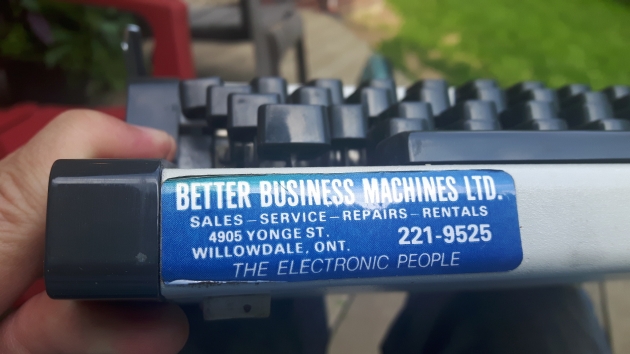 BETTER BUSINESS MACHINES LTD.
SALES – SERVICE – REPAIRS – RENTALS
4905 YONGE ST.
WILLOWDALE, ONT. 221-9525
THE ELECTRONIC PEOPLE